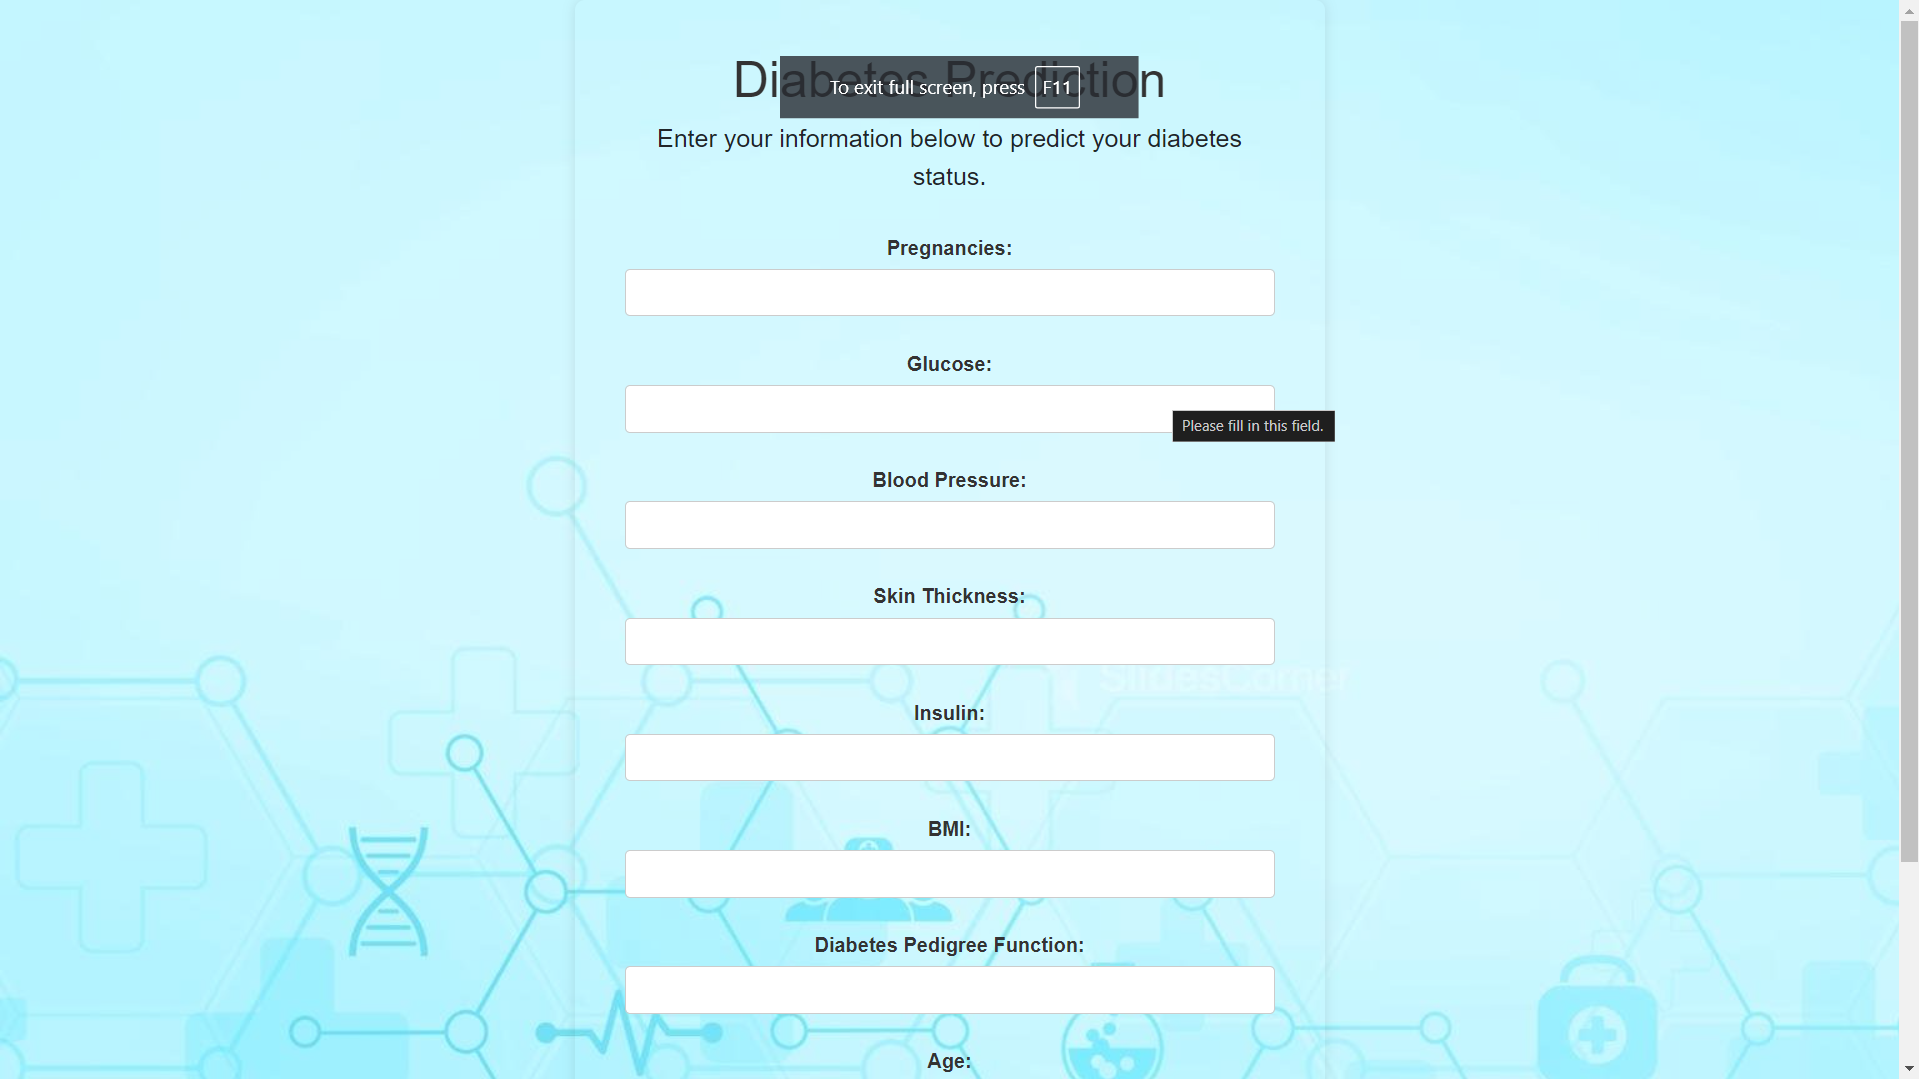 Diabetes Prediction
To exit full screen, press F11
Enter your information below to predict your diabetes
status.
Pregnancies:
Glucose:
Please fill in this field.
Blood Pressure:
Skin Thickness:
SlidesCorner
Insulin:
BMI:
Diabetes Pedigree Function:
Age: